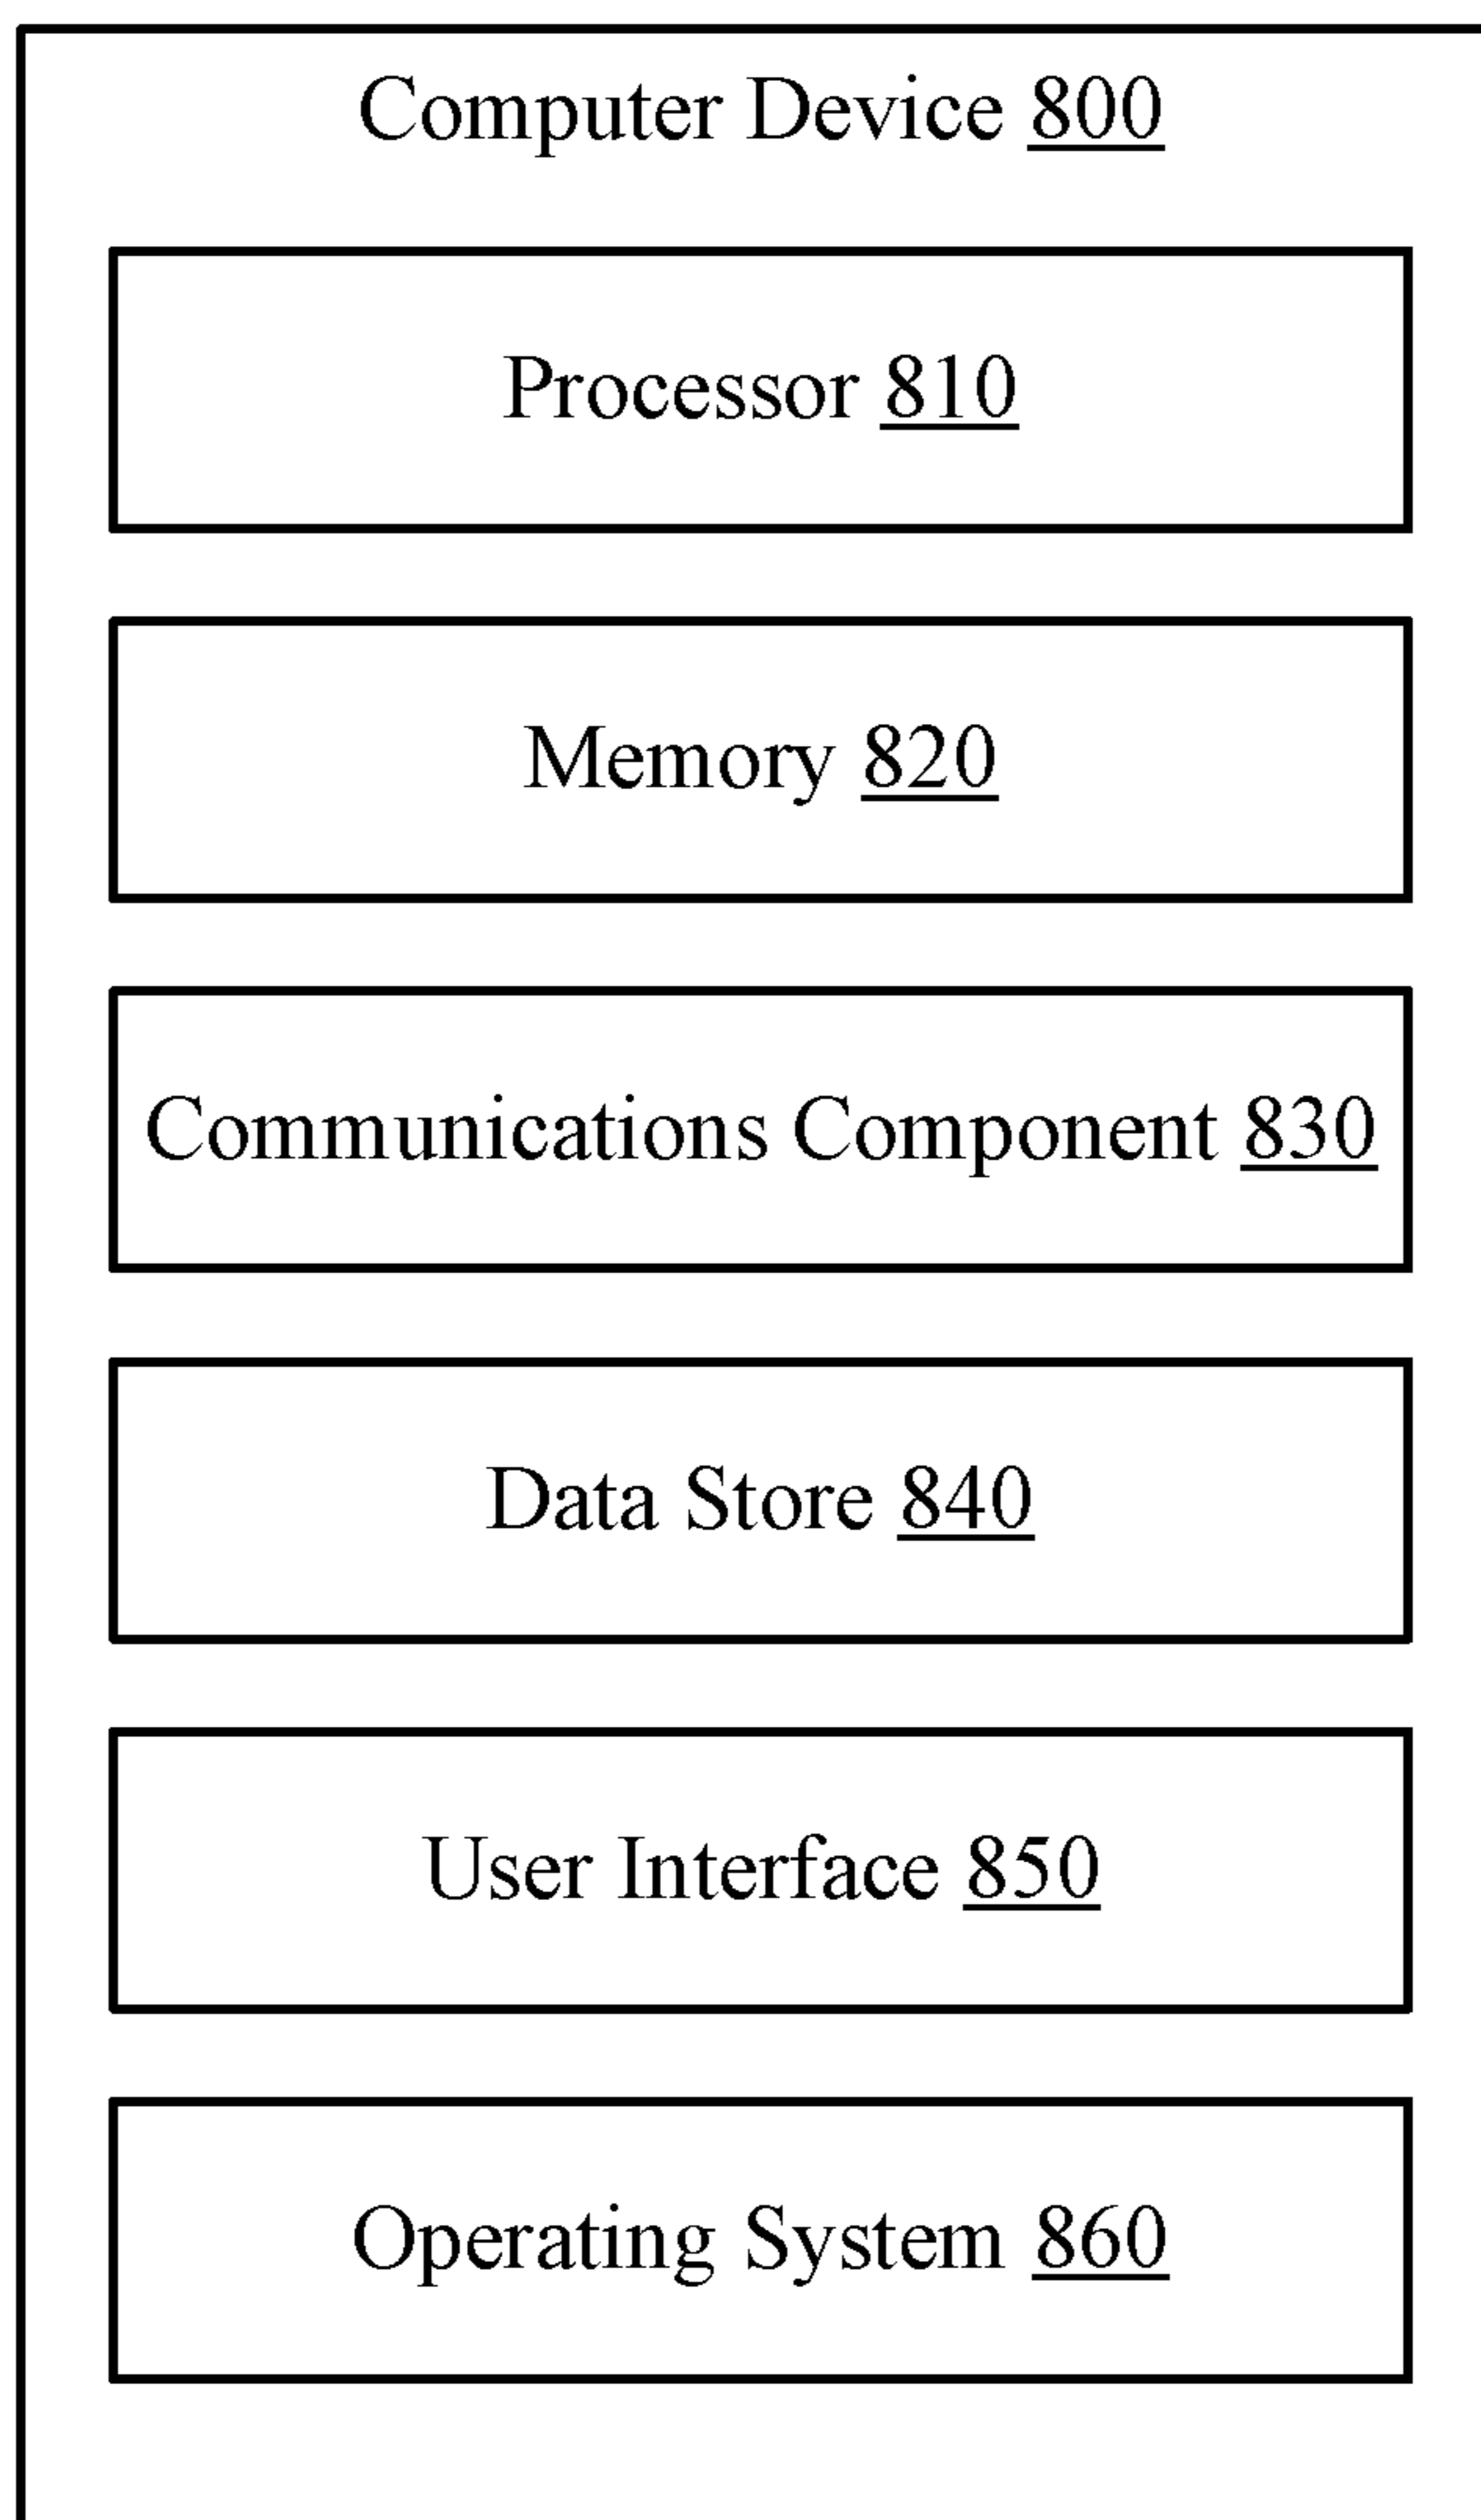 Computer Device 800
Processor 810
Memory 820
Communications Component 830
Data Store 840
User Interface 850
Operating System 860